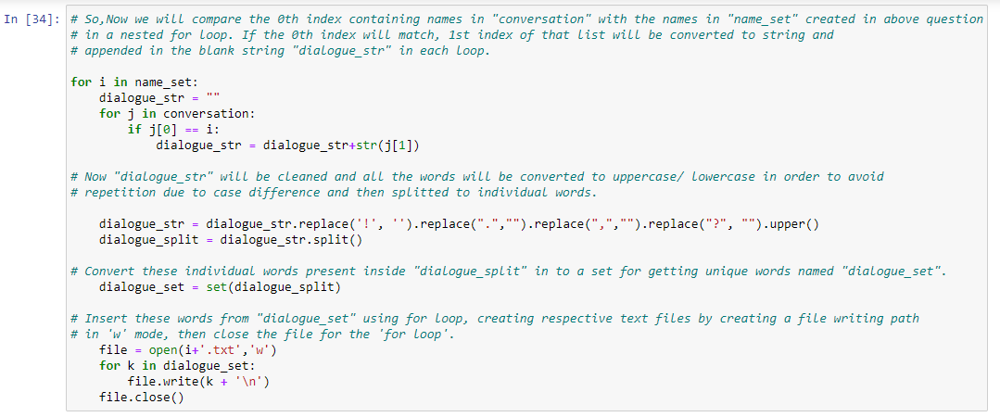 In [34]: # So,Now we will compare the 0th index containing names in "conversation" with the names in "name_set" created in above question
# in a nested for loop. If the 0th index will match, 1st index of that list will be converted to string and
# appended in the blank string "dialogue_str" in each loop.

for i in name_set:
    dialogue_str = ""
    for j in conversation:
        if j[0] == i:
            dialogue_str = dialogue_str+str(j[1])

# Now "dialogue_str" will be cleaned and all the words will be converted to uppercase/ lowercase in order to avoid
# repetition due to case difference and then splitted to individual words.

    dialogue_str = dialogue_str.replace('!', '').replace(".","").replace(",","").replace("?", "").upper()
    dialogue_split = dialogue_str.split()

# Convert these individual words present inside "dialogue_split" in to a set for getting unique words named "dialogue_set".
    dialogue_set = set(dialogue_split)

# Insert these words from "dialogue_set" using for loop, creating respective text files by creating a file writing path
# in 'w' mode, then close the file for the 'for loop'.
    file = open(i+'.txt','w')
    for k in dialogue_set:
        file.write(k + '\n')
    file.close()